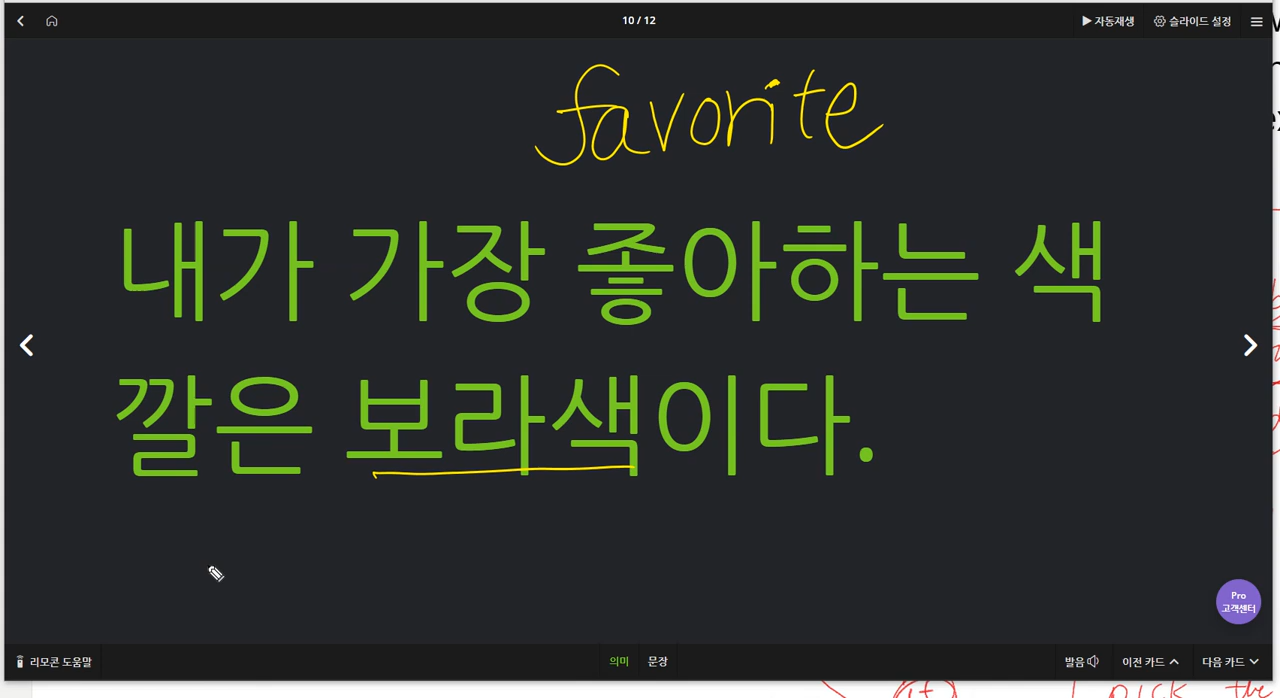 10 / 12
▶ 자동재생
슬라이드 설정
favorite
내가 가장 좋아하는 색
깔은 보라색이다.
Pro
고객센터
리모콘 도움말
의미
문장
발음
이전 카드
다음 카드
I pick the